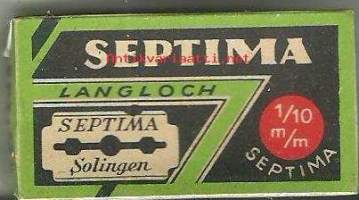 SEPTIMA
LANGLOCH
SEPTIMA
Solingen
1/10
m/m
SEPTIMA